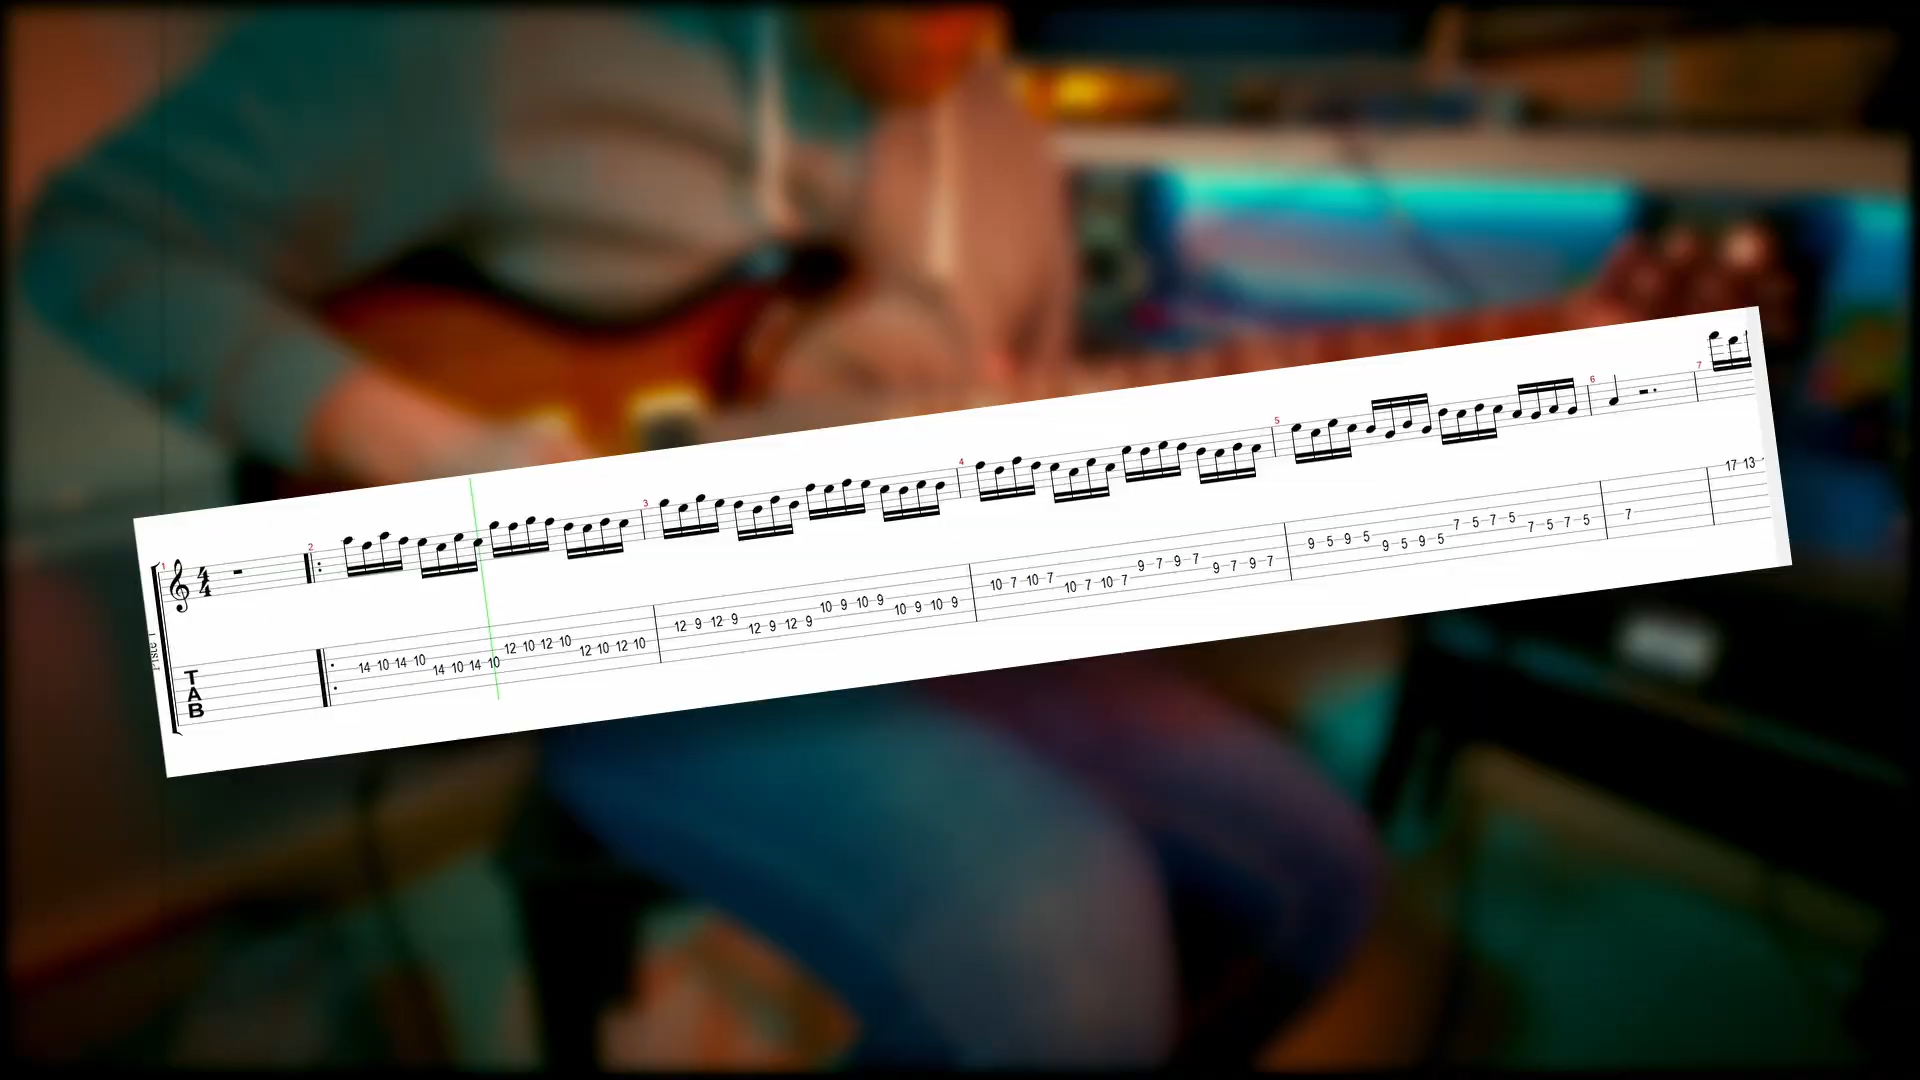 1 2 3 4 5 6 7
4
4
T
A
B
14 10 14 10 14 10 14 10 12 10 12 10 12 10 12 10
12 9 12 9 12 9 12 9 10 9 10 9 10 9 10 9
10 7 10 7 10 7 10 7 9 7 9 7 9 7 9 7
9 5 9 5 9 5 9 5 7 5 7 5 7 5 7 5
7
17 13